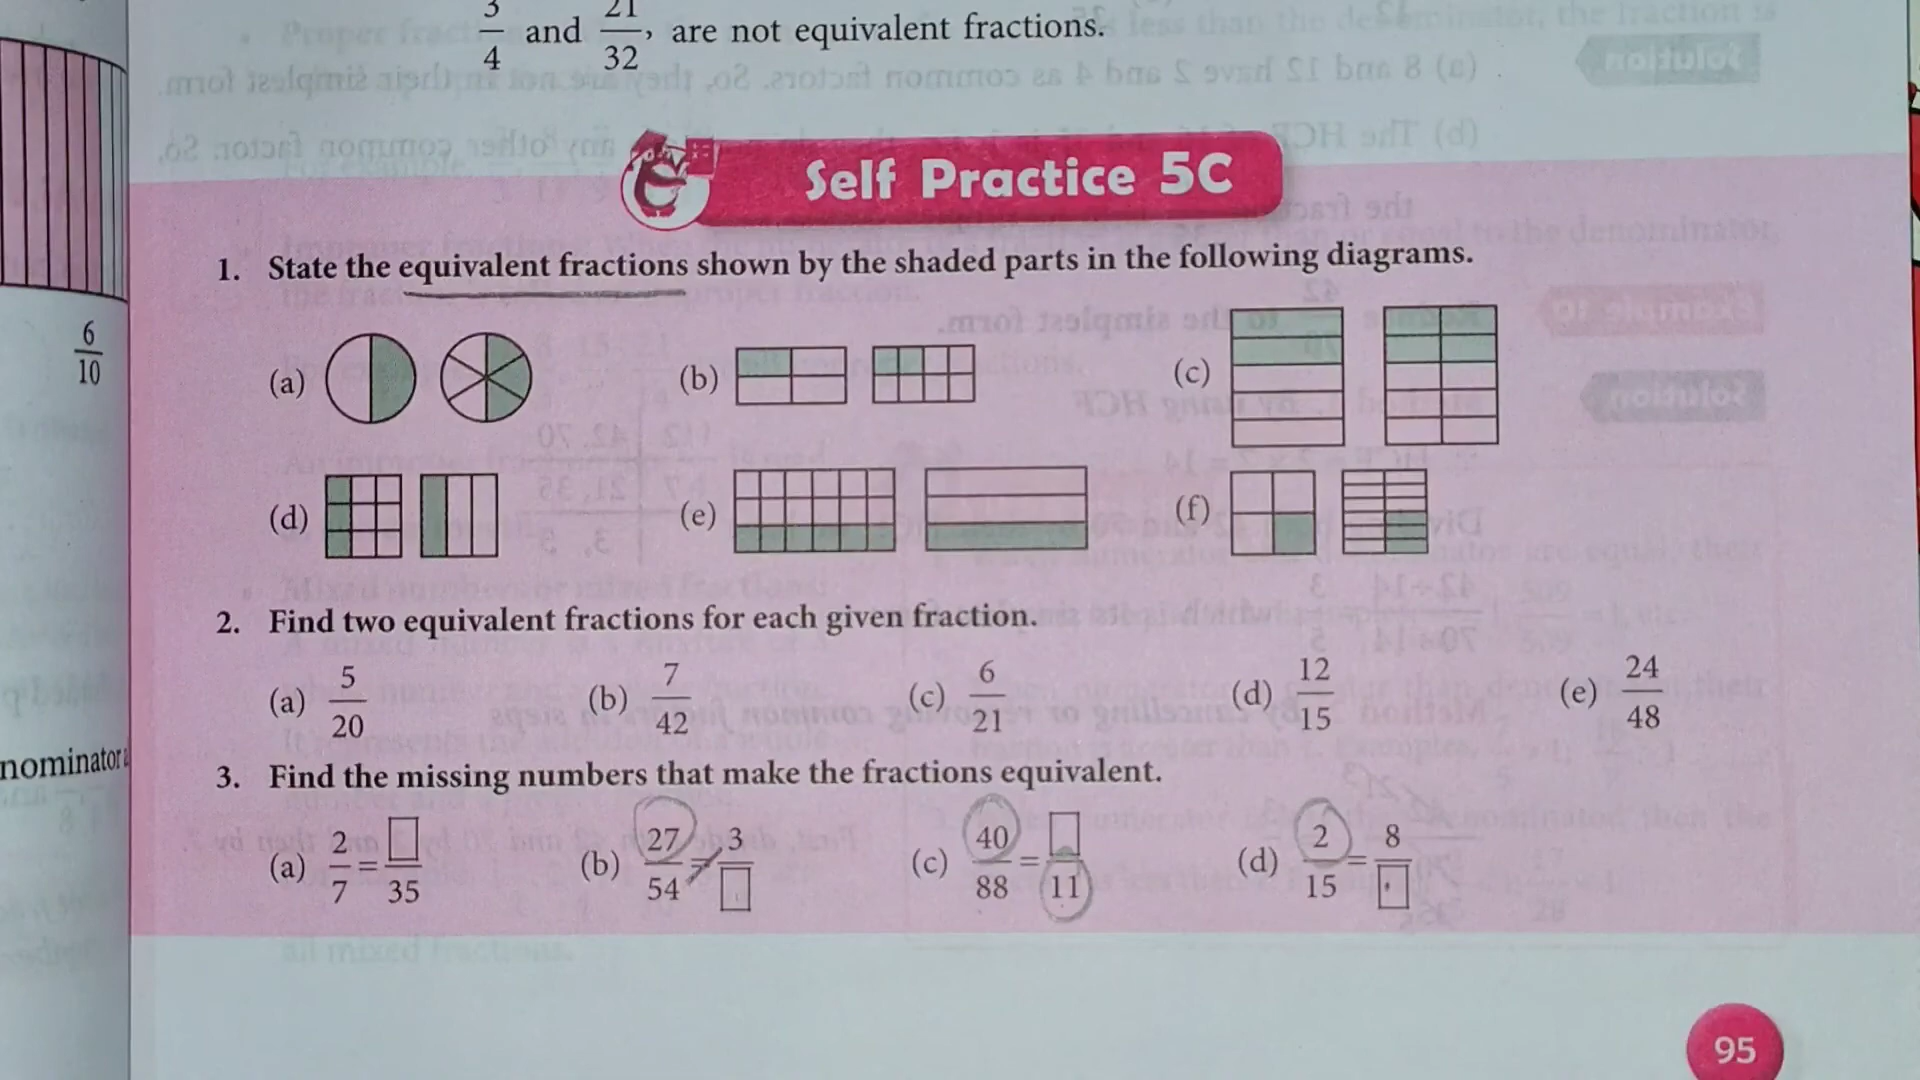 3/4 and 21/32, are not equivalent fractions.
Self Practice 5C
1. State the equivalent fractions shown by the shaded parts in the following diagrams.
(a) (b) (c)
6/10
(d) (e) (f)
2. Find two equivalent fractions for each given fraction.
(a) 5/20 (b) 7/42 (c) 6/21 (d) 12/15 (e) 24/48
nominator
3. Find the missing numbers that make the fractions equivalent.
(a) 2/7 = □/35 (b) 27/54 = 3/□ (c) 40/88 = □/11 (d) 2/15 = 8/□
95